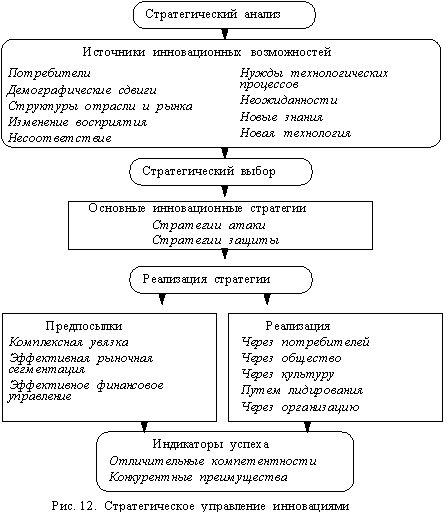 Стратегический анализ
Источники инновационных возможностей
Потребители
Демографические сдвиги
Структуры отрасли и рынка
Изменение восприятия
Несоответствие
Нужды технологических
процессов
Неожиданности
Новые знания
Новая технология
Стратегический выбор
Основные инновационные стратегии
Стратегии атаки
Стратегии защиты
Реализация стратегии
Предпосылки
Комплексная увязка
Эффективная рыночная
сегментация
Эффективное финансовое
управление
Реализация
Через потребителей
Через общество
Через культуру
Путем лидирования
Через организацию
Индикаторы успеха
Отличительные компетентности
Конкурентные преимущества
Рис. 12. Стратегическое управление инновациями